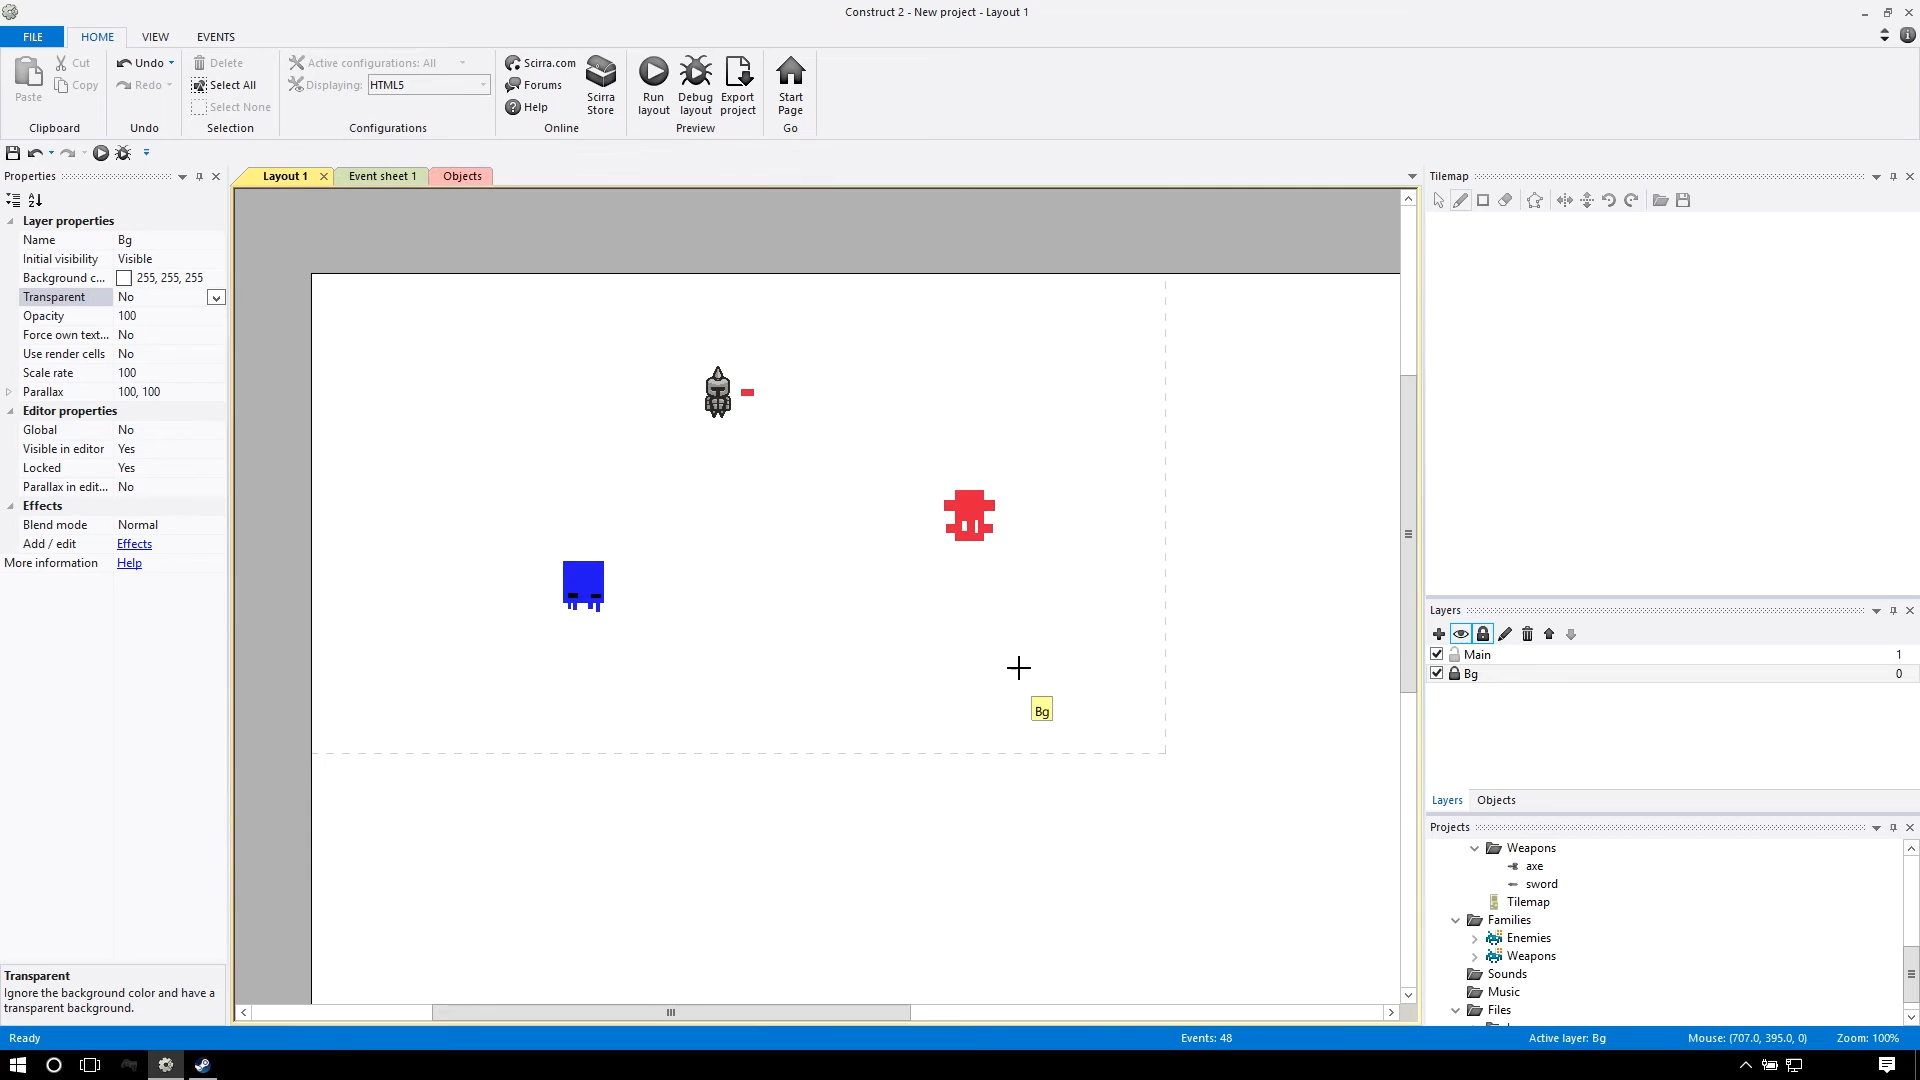 Construct 2 - New project - Layout 1
FILE
HOME
VIEW
EVENTS
Paste
Cut
Copy
Clipboard
Undo
Redo
Undo
Delete
Select All
Select None
Selection
Active configurations: All
Displaying:
HTML5
Configurations
Scirra.com
Forums
Help
Scirra
Store
Online
Run
layout
Debug
layout
Export
project
Preview
Start
Page
Go
Properties
Layer properties
Name Bg
Initial visibility Visible
Background c... 255, 255, 255
Transparent No
Opacity 100
Force own text... No
Use render cells No
Scale rate 100
Parallax 100, 100
Editor properties
Global No
Visible in editor Yes
Locked Yes
Parallax in edit... No
Effects
Blend mode Normal
Add / edit Effects
More information Help
Transparent
Ignore the background color and have a
transparent background.
Layout 1
Event sheet 1
Objects
Bg
Tilemap
Layers
Main 1
Bg 0
Layers Objects
Projects
Weapons
axe
sword
Tilemap
Families
Enemies
Weapons
Sounds
Music
Files
Ready
Events: 48
Active layer: Bg
Mouse: (707.0, 395.0, 0)
Zoom: 100%